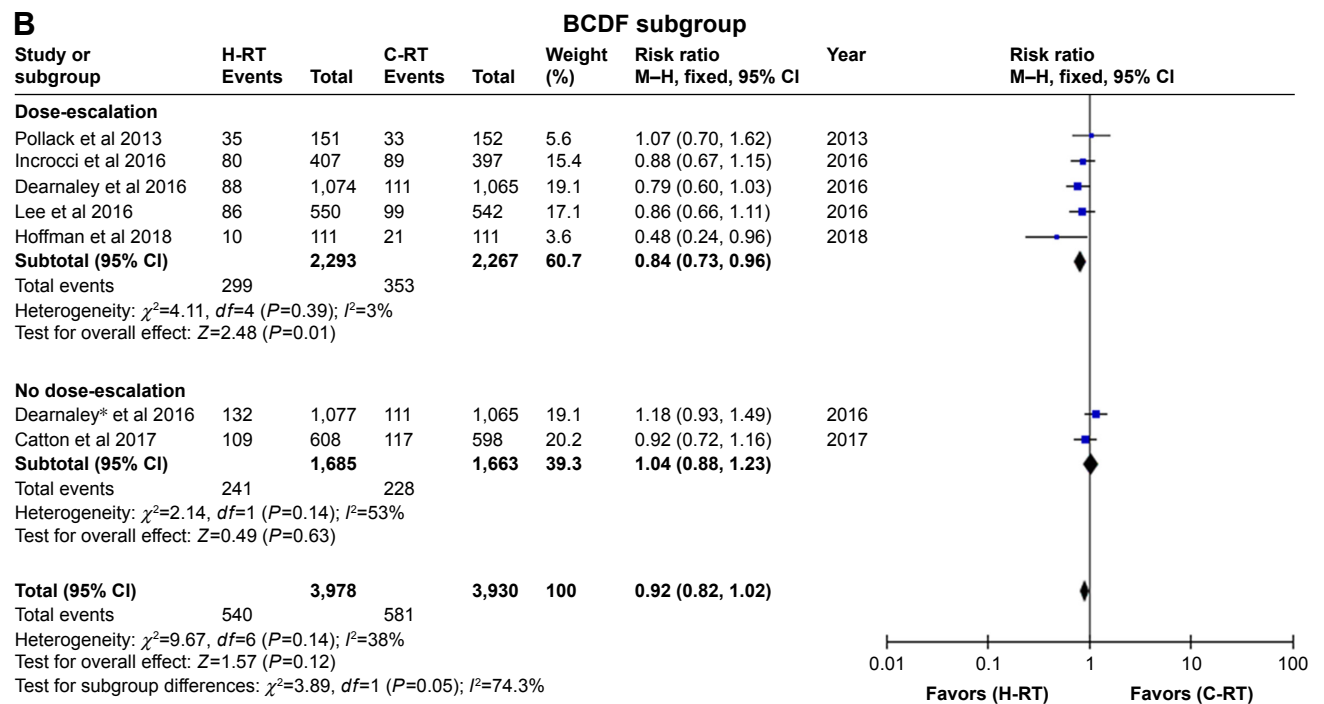 B
BCDF subgroup
Study or H-RT C-RT Weight Risk ratio Year Risk ratio
subgroup Events Total Events Total (%) M–H, fixed, 95% CI M–H, fixed, 95% CI
Dose-escalation
Pollack et al 2013 35 151 33 152 5.6 1.07 (0.70, 1.62) 2013
Incrocci et al 2016 80 407 89 397 15.4 0.88 (0.67, 1.15) 2016
Dearnaley et al 2016 88 1,074 111 1,065 19.1 0.79 (0.60, 1.03) 2016
Lee et al 2016 86 550 99 542 17.1 0.86 (0.66, 1.11) 2016
Hoffman et al 2018 10 111 21 111 3.6 0.48 (0.24, 0.96) 2018
Subtotal (95% CI) 2,293 2,267 60.7 0.84 (0.73, 0.96)
Total events 299 353
Heterogeneity: χ²=4.11, df=4 (P=0.39); I²=3%
Test for overall effect: Z=2.48 (P=0.01)
No dose-escalation
Dearnaley* et al 2016 132 1,077 111 1,065 19.1 1.18 (0.93, 1.49) 2016
Catton et al 2017 109 608 117 598 20.2 0.92 (0.72, 1.16) 2017
Subtotal (95% CI) 1,685 1,663 39.3 1.04 (0.88, 1.23)
Total events 241 228
Heterogeneity: χ²=2.14, df=1 (P=0.14); I²=53%
Test for overall effect: Z=0.49 (P=0.63)
Total (95% CI) 3,978 3,930 100 0.92 (0.82, 1.02)
Total events 540 581
Heterogeneity: χ²=9.67, df=6 (P=0.14); I²=38%
Test for overall effect: Z=1.57 (P=0.12)
Test for subgroup differences: χ²=3.89, df=1 (P=0.05); I²=74.3%
0.01 0.1 1 10 100
Favors (H-RT) Favors (C-RT)